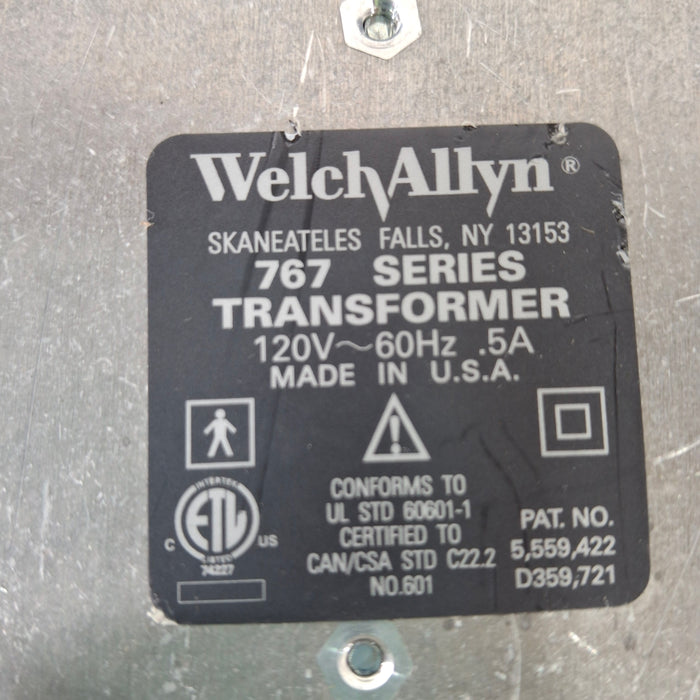 WelchAllyn®
SKANEATELES FALLS, NY 13153
767 SERIES
TRANSFORMER
120V~60Hz .5A
MADE IN U.S.A.
INTERTEK
ETL
C US
74227
CONFORMS TO
UL STD 60601-1
CERTIFIED TO
CAN/CSA STD C22.2
NO.601
PAT. NO.
5,559,422
D359,721